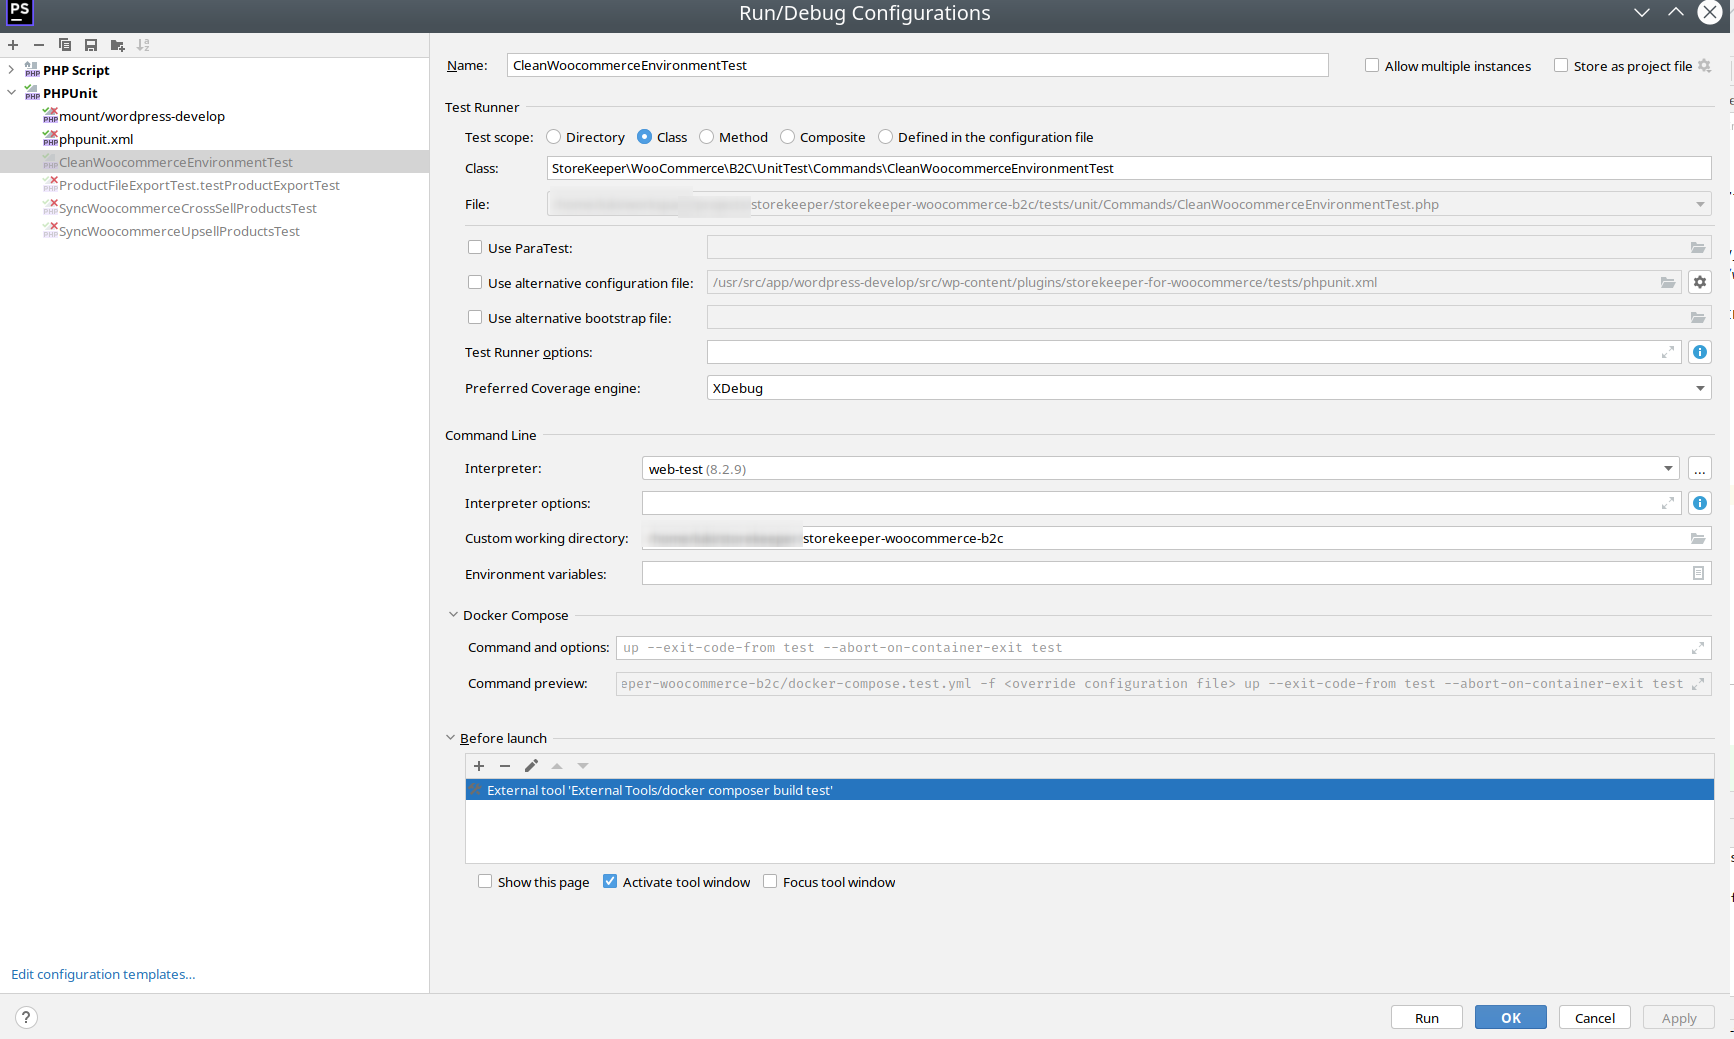 PS
Run/Debug Configurations
PHP Script
PHPUnit
mount/wordpress-develop
phpunit.xml
CleanWoocommerceEnvironmentTest
ProductFileExportTest.testProductExportTest
SyncWoocommerceCrossSellProductsTest
SyncWoocommerceUpsellProductsTest
Edit configuration templates...
Name: CleanWoocommerceEnvironmentTest Allow multiple instances Store as project file
Test Runner
Test scope: Directory Class Method Composite Defined in the configuration file
Class: StoreKeeper\WooCommerce\B2C\UnitTest\Commands\CleanWoocommerceEnvironmentTest
File: storekeeper/storekeeper-woocommerce-b2c/tests/unit/Commands/CleanWoocommerceEnvironmentTest.php
Use ParaTest:
Use alternative configuration file: /usr/src/app/wordpress-develop/src/wp-content/plugins/storekeeper-for-woocommerce/tests/phpunit.xml
Use alternative bootstrap file:
Test Runner options:
Preferred Coverage engine: XDebug
Command Line
Interpreter: web-test (8.2.9) ...
Interpreter options:
Custom working directory: storekeeper-woocommerce-b2c
Environment variables:
Docker Compose
Command and options: up --exit-code-from test --abort-on-container-exit test
Command preview: eper-woocommerce-b2c/docker-compose.test.yml -f <override configuration file> up --exit-code-from test --abort-on-container-exit test
Before launch
External tool 'External Tools/docker composer build test'
Show this page Activate tool window Focus tool window
? Run OK Cancel Apply